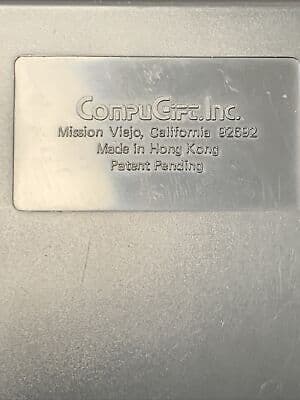 CompuGift, Inc.
Mission Viejo, California 92692
Made in Hong Kong
Patent Pending